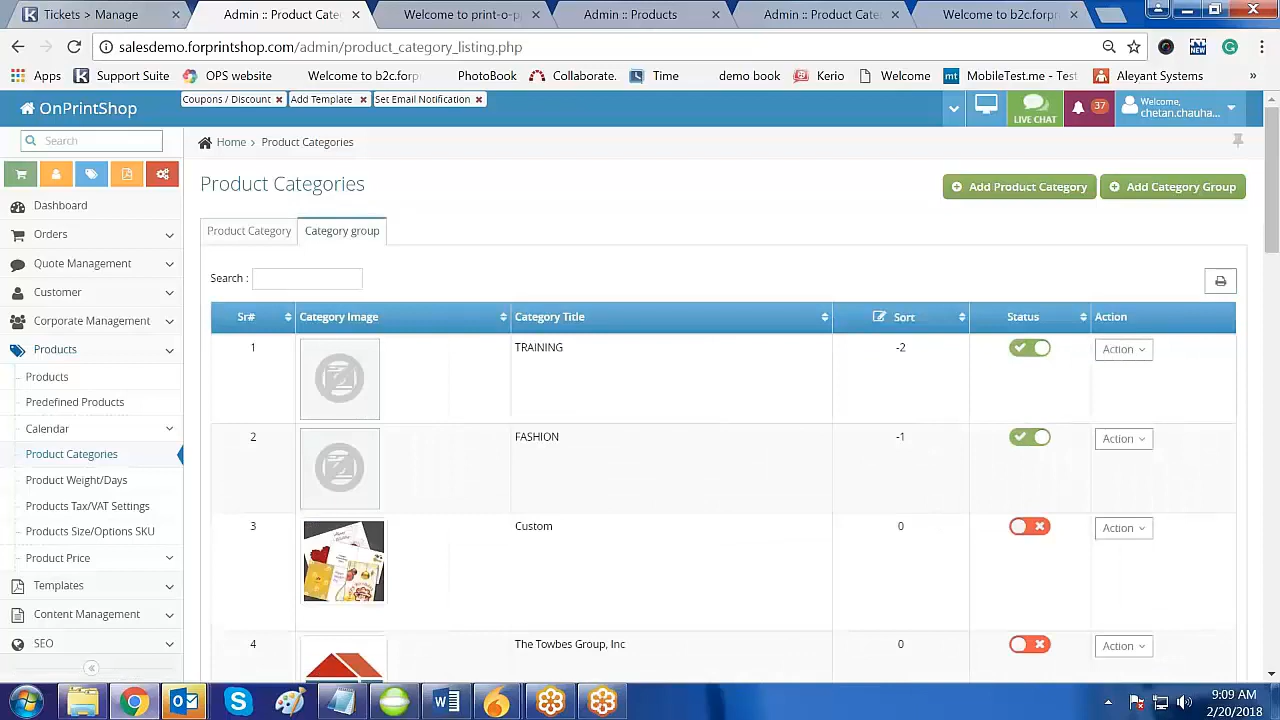 Tickets > Manage
Admin :: Product Categ
Welcome to print.forpr
Admin :: Products
Admin :: Product Cate
Welcome to b2c.forpr
salesdemo.forprintshop.com/admin/product_category_listing.php
Apps
Support Suite
OPS website
Welcome to b2c.forp
PhotoBook
Collaborate.
Time
demo book
Kerio
Welcome
MobileTest.me - Test
Aleyant Systems
»
OnPrintShop
Coupons / Discount
Add Template
Set Email Notification
LIVE CHAT
37
Welcome,
chetan.chauha...
Search
Home > Product Categories
Product Categories
Add Product Category
Add Category Group
Dashboard
Orders
Quote Management
Customer
Corporate Management
Products
Products
Predefined Products
Calendar
Product Categories
Product Weight/Days
Products Tax/VAT Settings
Products Size/Options SKU
Product Price
Templates
Content Management
SEO
Product Category
Category group
Search :
Sr# Category Image Category Title Sort Status Action
1 TRAINING -2 Action
2 FASHION -1 Action
3 Custom 0 Action
4 The Towbes Group, Inc 0 Action
9:09 AM
2/20/2018